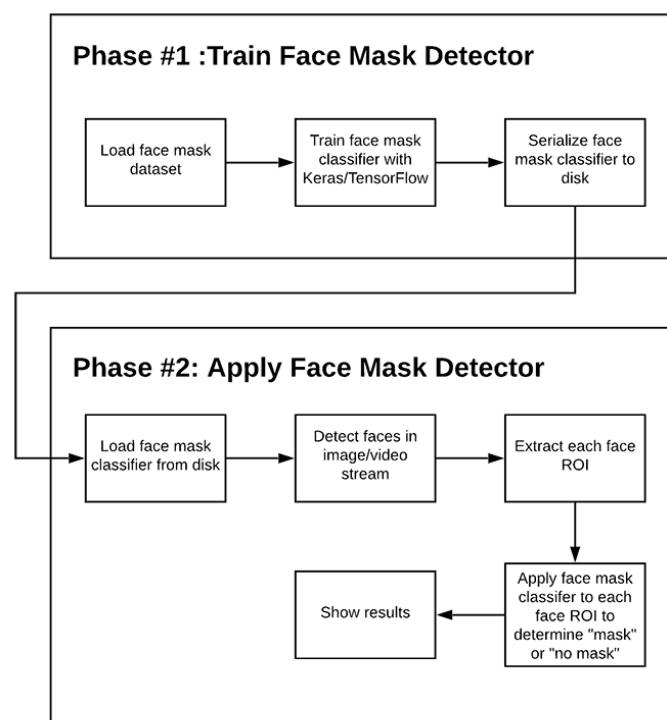 Phase #1 :Train Face Mask Detector
Load face mask
dataset
Train face mask
classifier with
Keras/TensorFlow
Serialize face
mask classifier to
disk
Phase #2: Apply Face Mask Detector
Load face mask
classifier from disk
Detect faces in
image/video
stream
Extract each face
ROI
Apply face mask
classifer to each
face ROI to
determine "mask"
or "no mask"
Show results